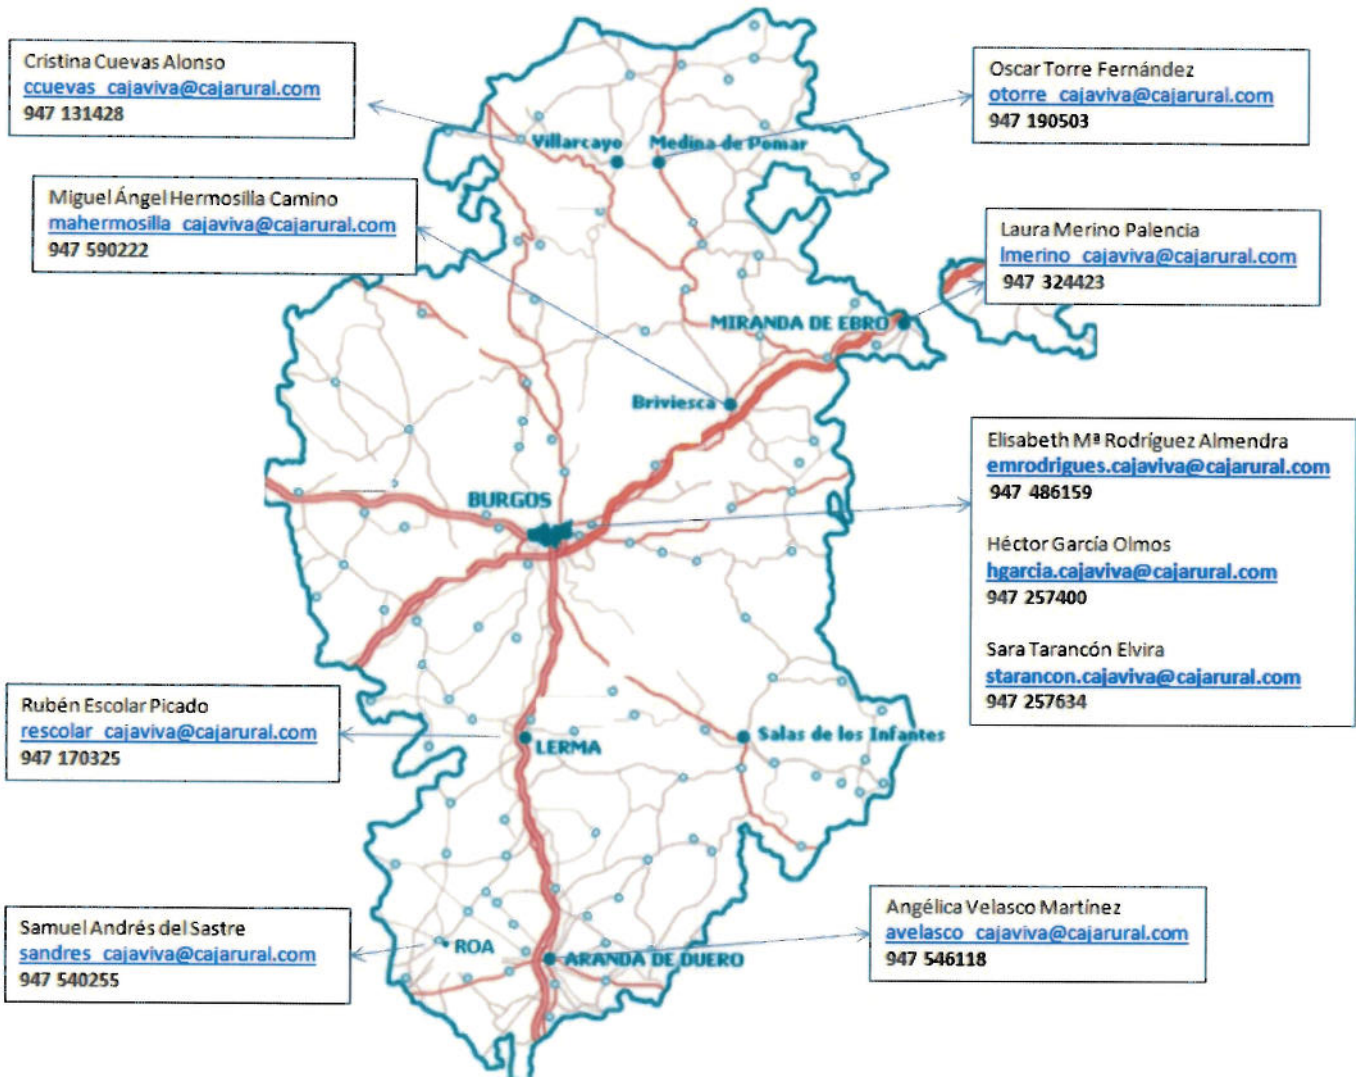 Cristina Cuevas Alonso
ccuevas_cajaviva@cajarural.com
947 131428
Oscar Torre Fernández
otorre_cajaviva@cajarural.com
947 190503
Villarcayo
Medina de Pomar
Miguel Ángel Hermosilla Camino
mahermosilla_cajaviva@cajarural.com
947 590222
Laura Merino Palencia
lmerino_cajaviva@cajarural.com
947 324423
MIRANDA DE EBRO
Briviesca
Elisabeth Mª Rodríguez Almendra
emrodrigues.cajaviva@cajarural.com
947 486159
Héctor García Olmos
hgarcia.cajaviva@cajarural.com
947 257400
Sara Tarancón Elvira
starancon.cajaviva@cajarural.com
947 257634
BURGOS
Rubén Escolar Picado
rescolar_cajaviva@cajarural.com
947 170325
LERMA
Salas de los Infantes
Samuel Andrés del Sastre
sandres_cajaviva@cajarural.com
947 540255
ROA
ARANDA DE DUERO
Angélica Velasco Martínez
avelasco_cajaviva@cajarural.com
947 546118